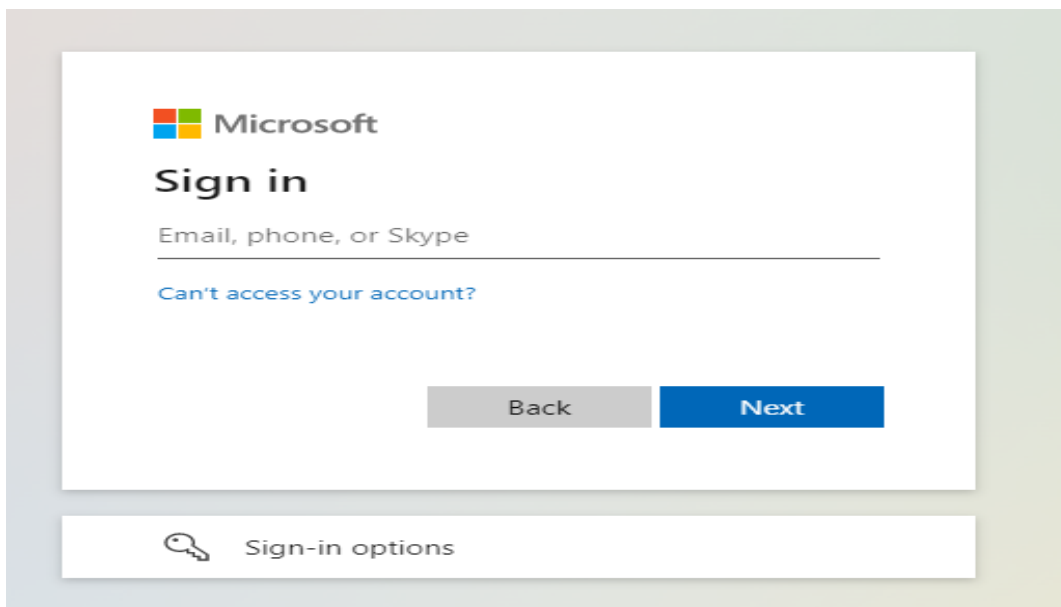 Microsoft
Sign in
Email, phone, or Skype
Can't access your account?
Back
Next
Sign-in options